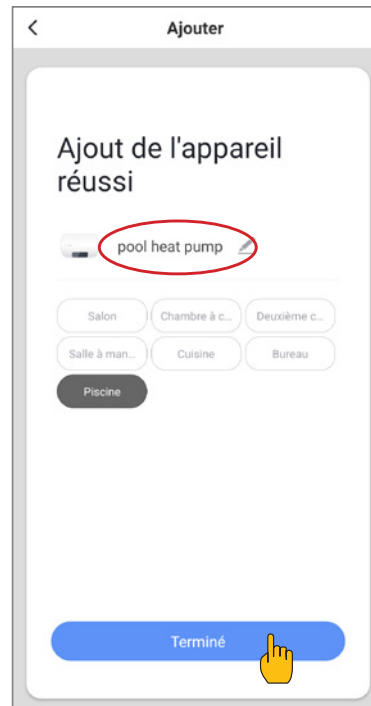 Ajouter
Ajout de l'appareil
réussi
pool heat pump
Salon Chambre à c... Deuxième c...
Salle à man... Cuisine Bureau
Piscine
Terminé